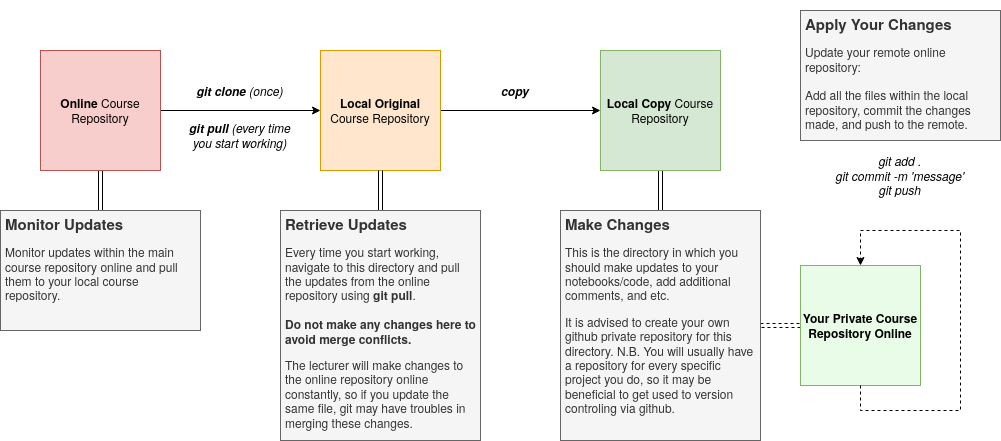 Online Course
Repository
git clone (once)
git pull (every time
you start working)
Local Original
Course Repository
copy
Local Copy Course
Repository
Apply Your Changes
Update your remote online
repository:
Add all the files within the local
repository, commit the changes
made, and push to the remote.
git add .
git commit -m 'message'
git push
Monitor Updates
Monitor updates within the main
course repository online and pull
them to your local course
repository.
Retrieve Updates
Every time you start working,
navigate to this directory and pull
the updates from the online
repository using git pull.
Do not make any changes here to
avoid merge conflicts.
The lecturer will make changes to
the online repository online
constantly, so if you update the
same file, git may have troubles in
merging these changes.
Make Changes
This is the directory in which you
should make updates to your
notebooks/code, add additional
comments, and etc.
It is advised to create your own
github private repository for this
directory. N.B. You will usually have
a repository for every specific
project you do, so it may be
beneficial to get used to version
controling via github.
Your Private Course
Repository Online